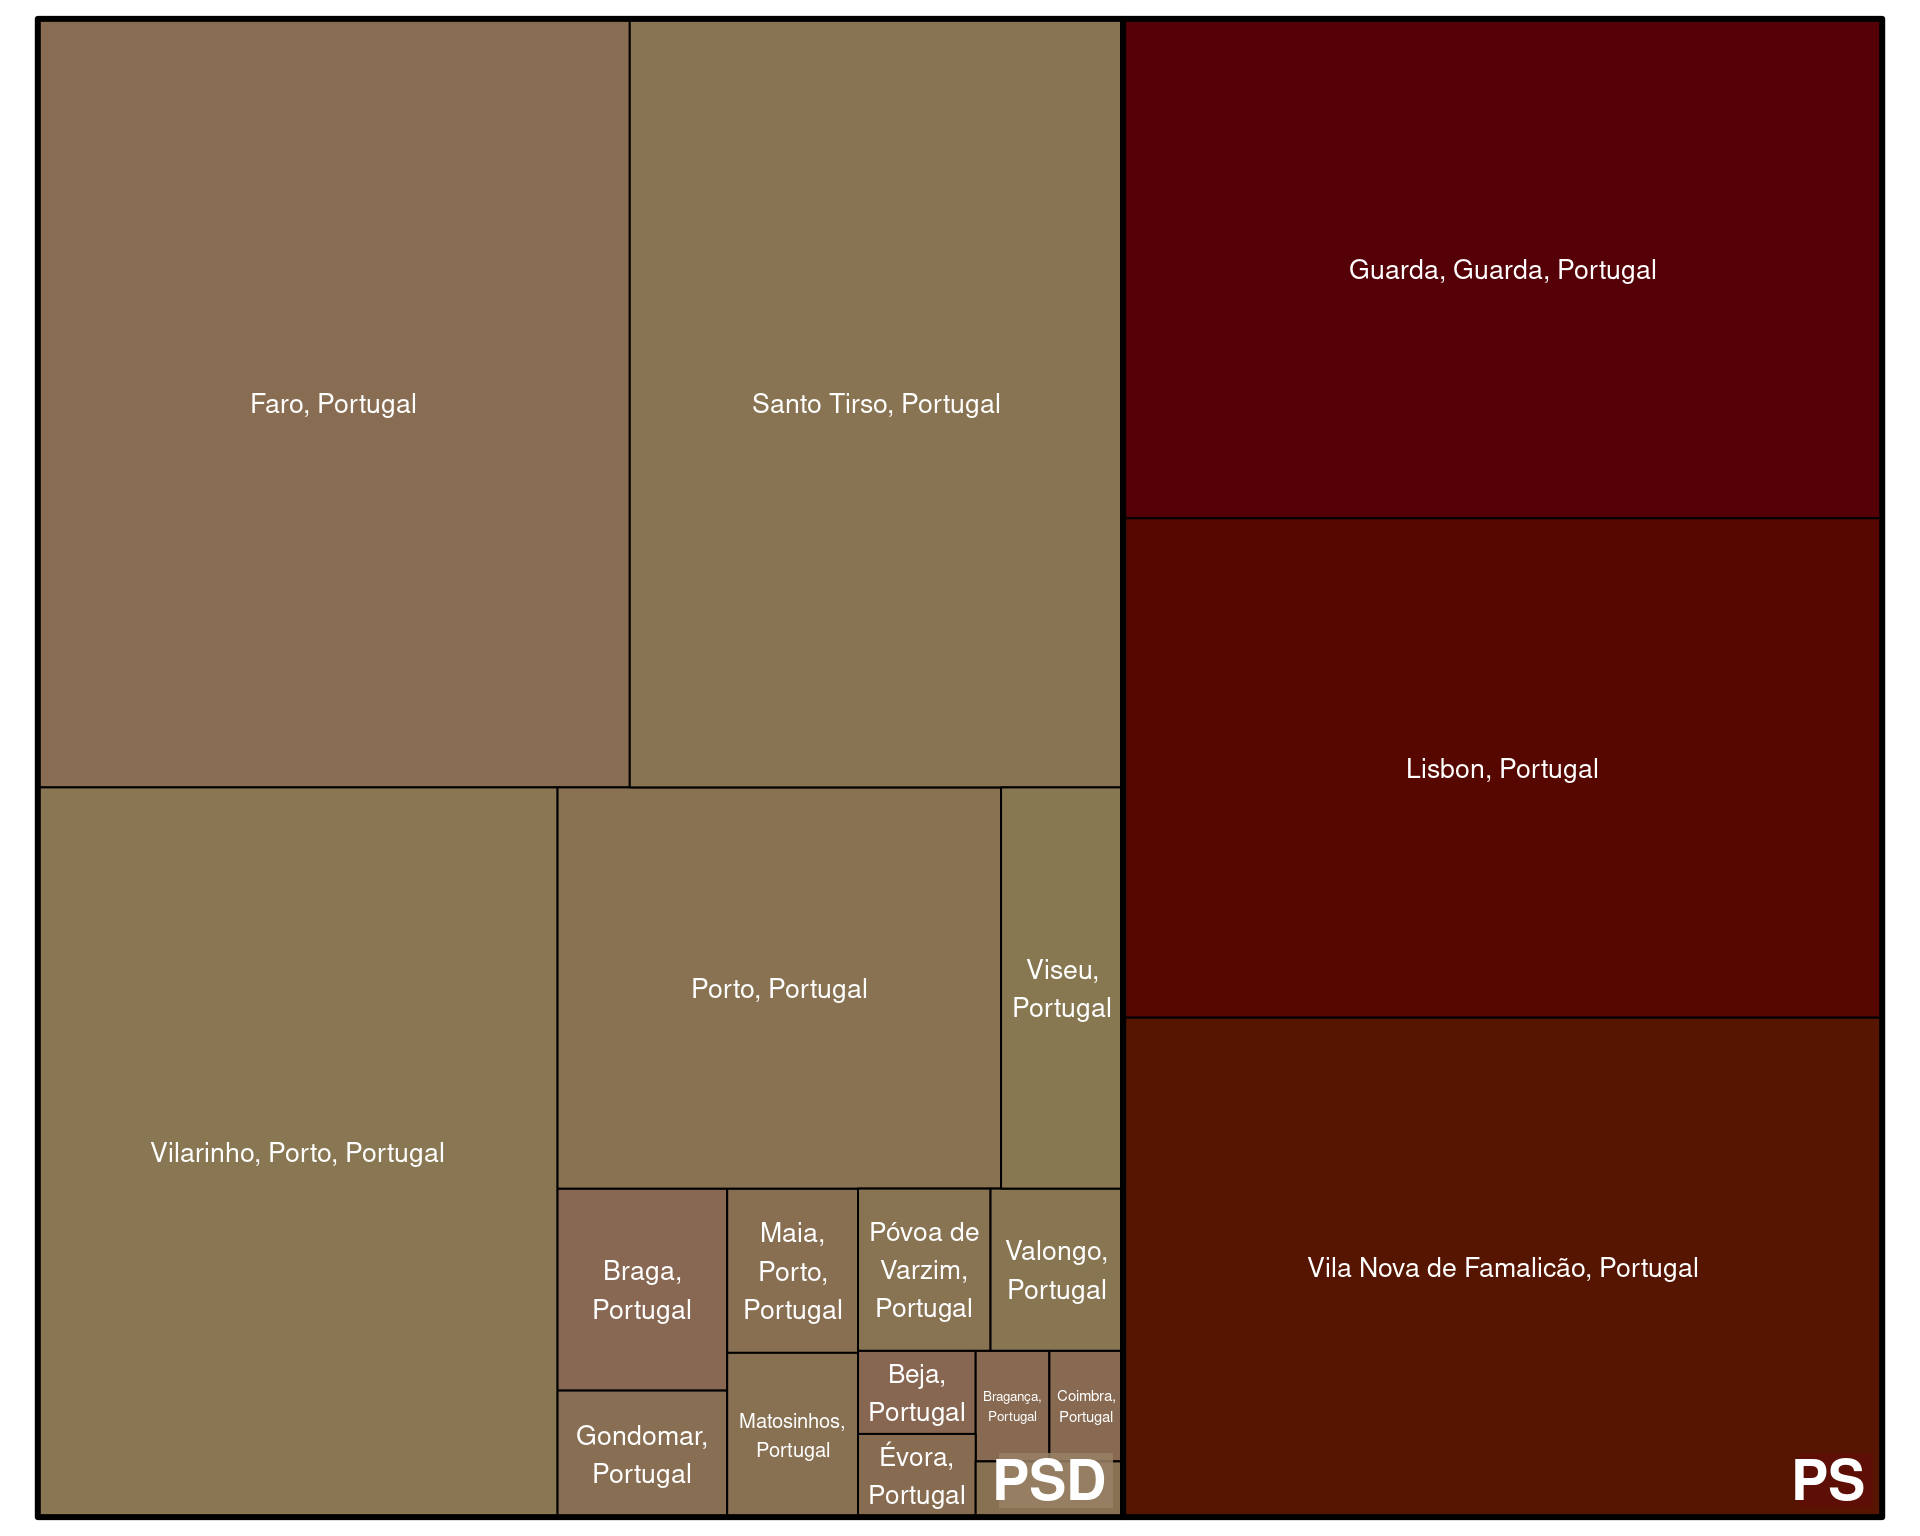 Faro, Portugal
Santo Tirso, Portugal
Guarda, Guarda, Portugal
Lisbon, Portugal
Vila Nova de Famalicão, Portugal
PS
Vilarinho, Porto, Portugal
Porto, Portugal
Viseu,
Portugal
Braga,
Portugal
Maia,
Porto,
Portugal
Póvoa de
Varzim,
Portugal
Valongo,
Portugal
Gondomar,
Portugal
Matosinhos,
Portugal
Beja,
Portugal
Bragança,
Portugal
Coimbra,
Portugal
Évora,
Portugal
PSD